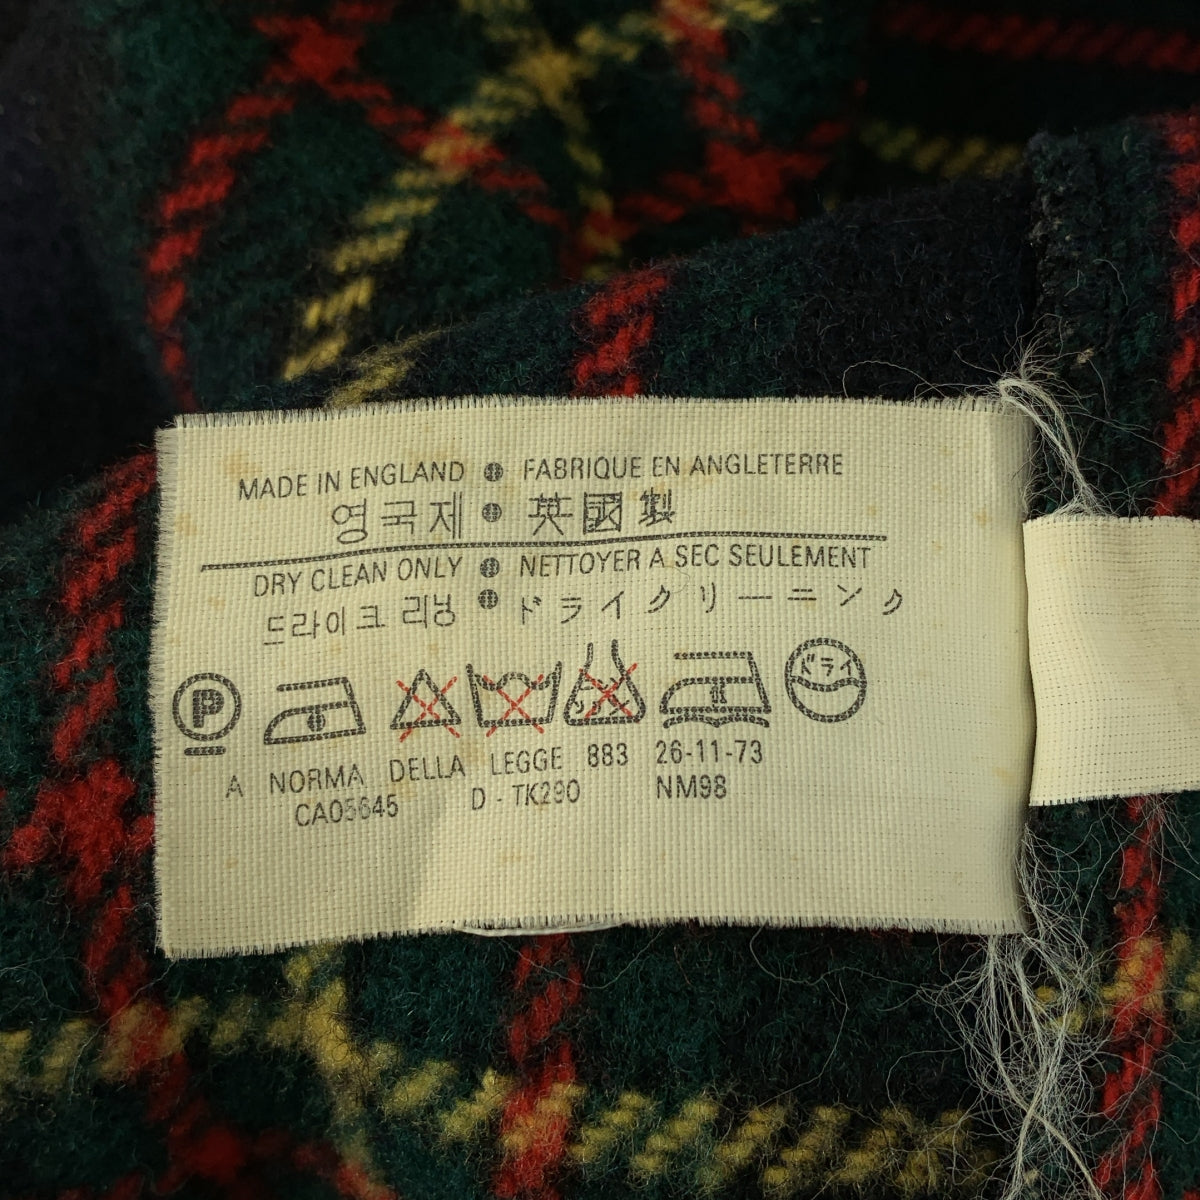 MADE IN ENGLAND ● FABRIQUE EN ANGLETERRE
영국제 ● 英國製
DRY CLEAN ONLY ● NETTOYER A SEC SEULEMENT
드라이크리닝 ● ドライクリーニング
P ドライ
A NORMA DELLA LEGGE 883 26-11-73
CA05645 D - TK290 NM98